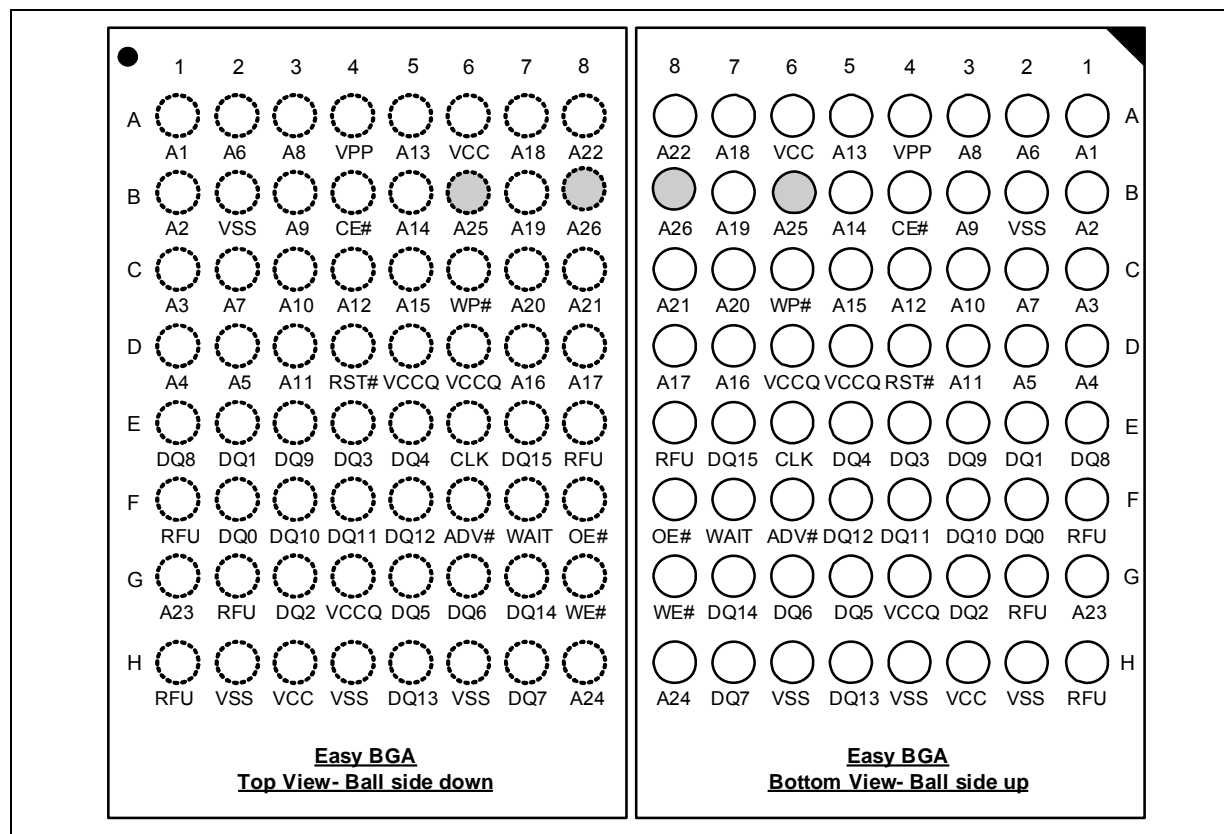 1 2 3 4 5 6 7 8 8 7 6 5 4 3 2 1
A A
A1 A6 A8 VPP A13 VCC A18 A22 A22 A18 VCC A13 VPP A8 A6 A1
B B
A2 VSS A9 CE# A14 A25 A19 A26 A26 A19 A25 A14 CE# A9 VSS A2
C C
A3 A7 A10 A12 A15 WP# A20 A21 A21 A20 WP# A15 A12 A10 A7 A3
D D
A4 A5 A11 RST# VCCQ VCCQ A16 A17 A17 A16 VCCQ VCCQ RST# A11 A5 A4
E E
DQ8 DQ1 DQ9 DQ3 DQ4 CLK DQ15 RFU RFU DQ15 CLK DQ4 DQ3 DQ9 DQ1 DQ8
F F
RFU DQ0 DQ10 DQ11 DQ12 ADV# WAIT OE# OE# WAIT ADV# DQ12 DQ11 DQ10 DQ0 RFU
G G
A23 RFU DQ2 VCCQ DQ5 DQ6 DQ14 WE# WE# DQ14 DQ6 DQ5 VCCQ DQ2 RFU A23
H H
RFU VSS VCC VSS DQ13 VSS DQ7 A24 A24 DQ7 VSS DQ13 VSS VCC VSS RFU
Easy BGA Easy BGA
Top View- Ball side down Bottom View- Ball side up